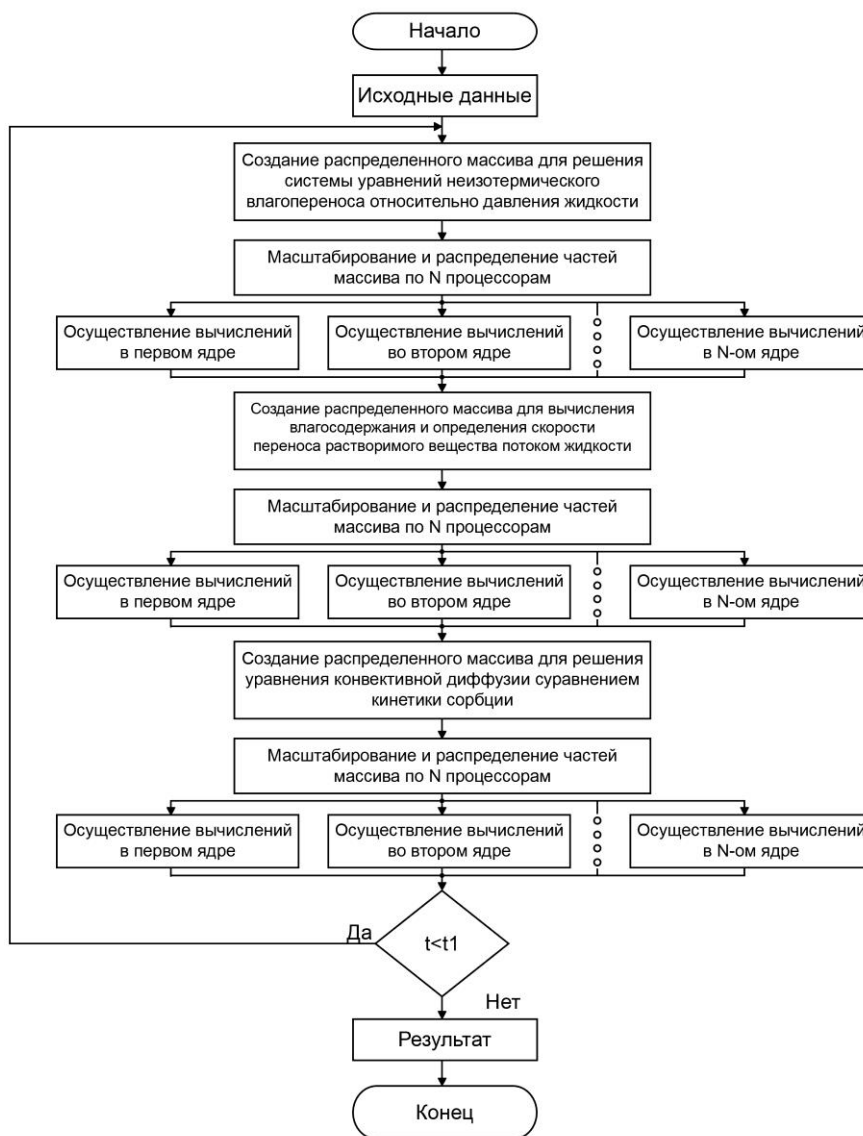 Начало
Исходные данные
Создание распределенного массива для решения
системы уравнений неизотермического
влагопереноса относительно давления жидкости
Масштабирование и распределение частей
массива по N процессорам
Осуществление вычислений
в первом ядре
Осуществление вычислений
во втором ядре
Осуществление вычислений
в N-ом ядре
Создание распределенного массива для вычисления
влагосодержания и определения скорости
переноса растворимого вещества потоком жидкости
Масштабирование и распределение частей
массива по N процессорам
Осуществление вычислений
в первом ядре
Осуществление вычислений
во втором ядре
Осуществление вычислений
в N-ом ядре
Создание распределенного массива для решения
уравнения конвективной диффузии суравнением
кинетики сорбции
Масштабирование и распределение частей
массива по N процессорам
Осуществление вычислений
в первом ядре
Осуществление вычислений
во втором ядре
Осуществление вычислений
в N-ом ядре
Да
t<t1
Нет
Результат
Конец